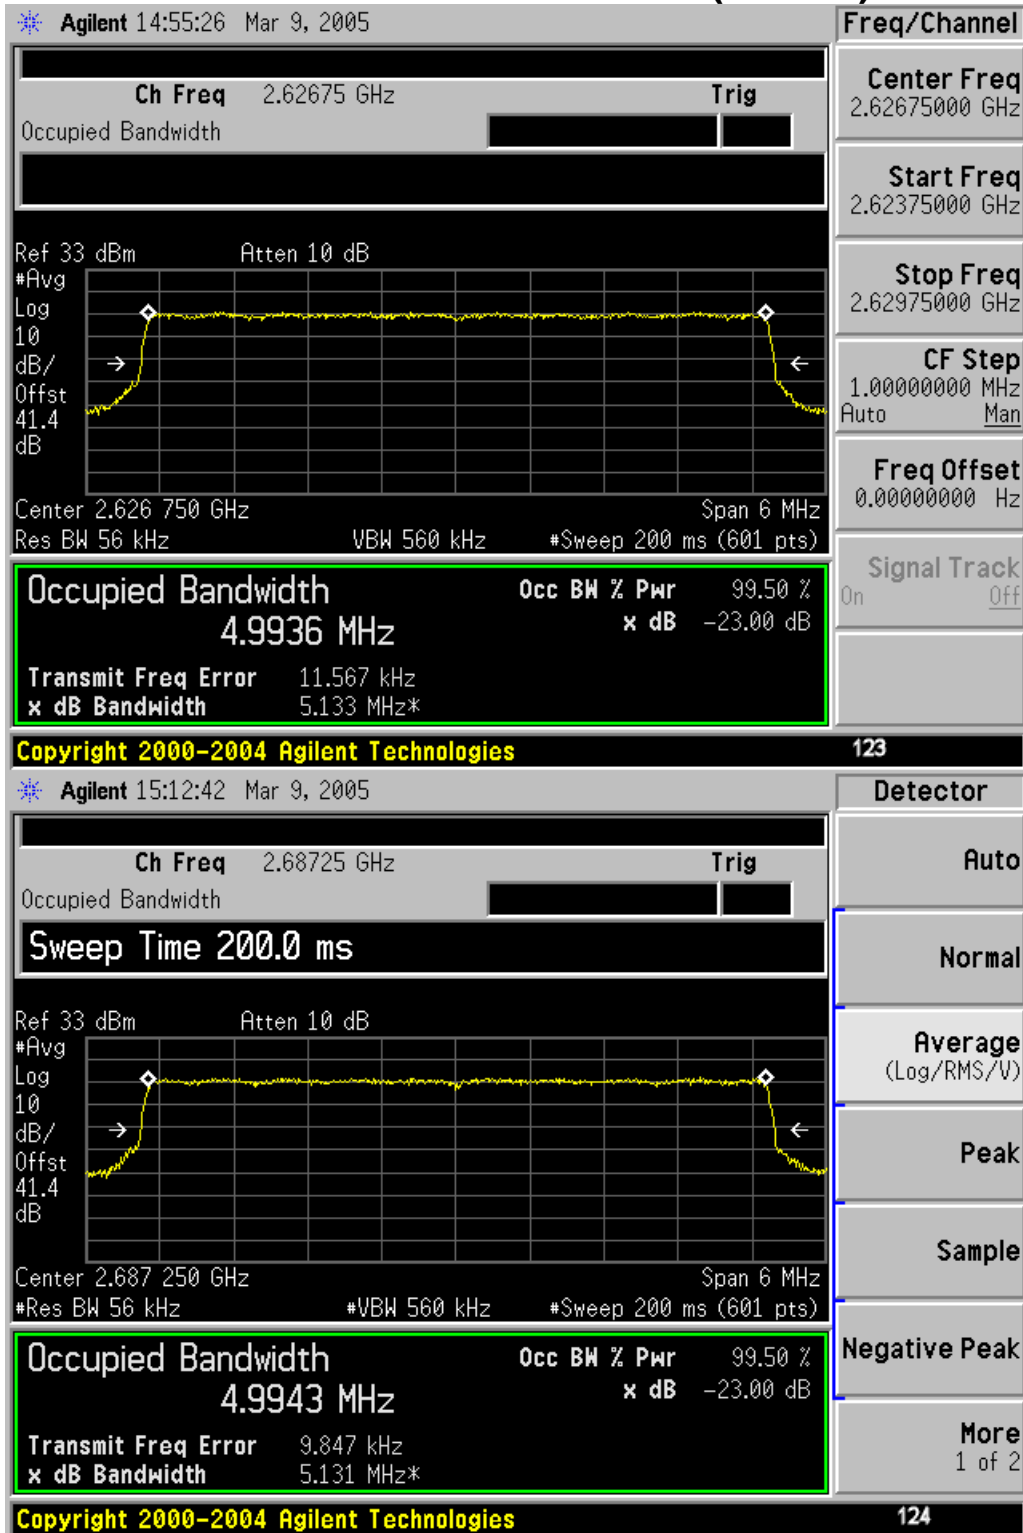 Agilent 14:55:26 Mar 9, 2005
Freq/Channel
Ch Freq 2.62675 GHz Trig
Occupied Bandwidth
Center Freq
2.62675000 GHz
Start Freq
2.62375000 GHz
Stop Freq
2.62975000 GHz
CF Step
1.00000000 MHz
Auto Man
Freq Offset
0.00000000 Hz
Signal Track
On Off
Ref 33 dBm Atten 10 dB
#Avg
Log
10
dB/
Offst
41.4
dB
Center 2.626 750 GHz Span 6 MHz
Res BW 56 kHz VBW 560 kHz #Sweep 200 ms (601 pts)
Occupied Bandwidth Occ BW % Pwr 99.50 %
4.9936 MHz x dB -23.00 dB
Transmit Freq Error 11.567 kHz
x dB Bandwidth 5.133 MHz*
Copyright 2000-2004 Agilent Technologies 123
Agilent 15:12:42 Mar 9, 2005
Detector
Ch Freq 2.68725 GHz Trig
Occupied Bandwidth
Sweep Time 200.0 ms
Auto
Normal
Average
(Log/RMS/V)
Peak
Sample
Negative Peak
More
1 of 2
Ref 33 dBm Atten 10 dB
#Avg
Log
10
dB/
Offst
41.4
dB
Center 2.687 250 GHz Span 6 MHz
#Res BW 56 kHz #VBW 560 kHz #Sweep 200 ms (601 pts)
Occupied Bandwidth Occ BW % Pwr 99.50 %
4.9943 MHz x dB -23.00 dB
Transmit Freq Error 9.847 kHz
x dB Bandwidth 5.131 MHz*
Copyright 2000-2004 Agilent Technologies 124